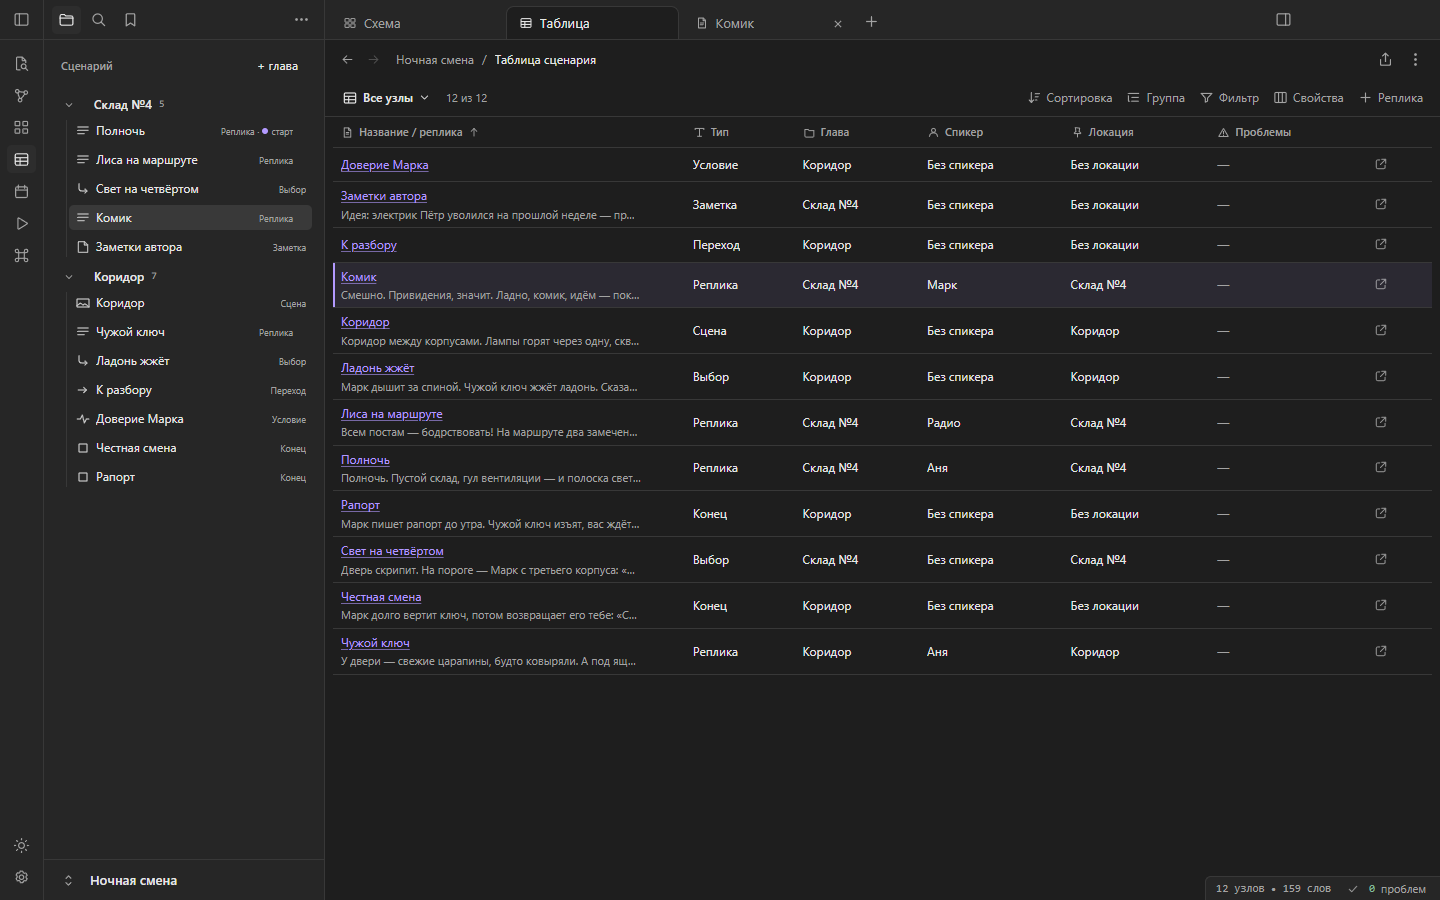 Схема
Таблица
Комик
Сценарий
+ глава
Ночная смена / Таблица сценария
Склад №4 5
Полночь Реплика · старт
Лиса на маршруте Реплика
Свет на четвёртом Выбор
Комик Реплика
Заметки автора Заметка
Коридор 7
Коридор Сцена
Чужой ключ Реплика
Ладонь жжёт Выбор
К разбору Переход
Доверие Марка Условие
Честная смена Конец
Рапорт Конец
Ночная смена
Все узлы 12 из 12
Сортировка Группа Фильтр Свойства Реплика
Название / реплика Тип Глава Спикер Локация Проблемы
Доверие Марка Условие Коридор Без спикера Без локации —
Заметки автора
Идея: электрик Пётр уволился на прошлой неделе — пр...
Заметка Склад №4 Без спикера Без локации —
К разбору Переход Коридор Без спикера Без локации —
Комик
Смешно. Привидения, значит. Ладно, комик, идём — пок...
Реплика Склад №4 Марк Склад №4 —
Коридор
Коридор между корпусами. Лампы горят через одну, скв...
Сцена Коридор Без спикера Коридор —
Ладонь жжёт
Марк дышит за спиной. Чужой ключ жжёт ладонь. Сказа...
Выбор Коридор Без спикера Коридор —
Лиса на маршруте
Всем постам — бодрствовать! На маршруте два замечен...
Реплика Склад №4 Радио Склад №4 —
Полночь
Полночь. Пустой склад, гул вентиляции — и полоска свет...
Реплика Склад №4 Аня Склад №4 —
Рапорт
Марк пишет рапорт до утра. Чужой ключ изъят, вас ждёт...
Конец Коридор Без спикера Без локации —
Свет на четвёртом
Дверь скрипит. На пороге — Марк с третьего корпуса: «...
Выбор Склад №4 Без спикера Склад №4 —
Честная смена
Марк долго вертит ключ, потом возвращает его тебе: «С...
Конец Коридор Без спикера Без локации —
Чужой ключ
У двери — свежие царапины, будто ковыряли. А под ящ...
Реплика Коридор Аня Коридор —
12 узлов • 159 слов 0 проблем